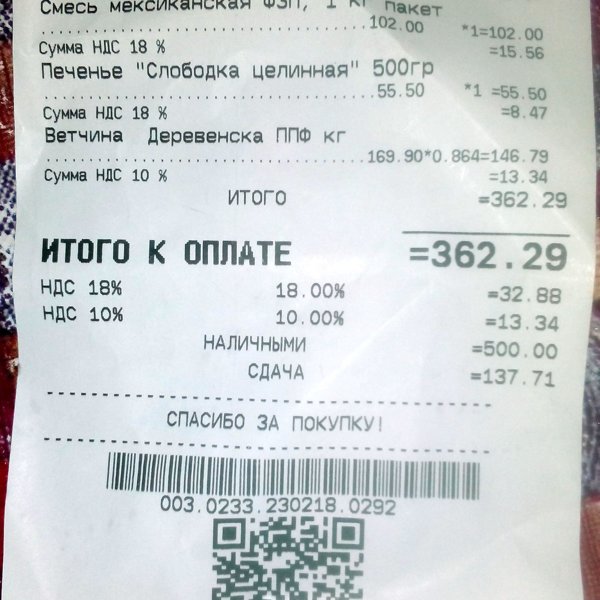 Смесь мексиканская ФЗП, 1 кг пакет
102.00 *1=102.00
Сумма НДС 18 % =15.56
Печенье "Слободка целинная" 500гр
55.50 *1 =55.50
Сумма НДС 18 % =8.47
Ветчина Деревенска ППФ кг
169.90*0.864=146.79
Сумма НДС 10 % =13.34
ИТОГО =362.29
ИТОГО К ОПЛАТЕ =362.29
НДС 18% 18.00% =32.88
НДС 10% 10.00% =13.34
НАЛИЧНЫМИ =500.00
СДАЧА =137.71
СПАСИБО ЗА ПОКУПКУ!
003.0233.230218.0292